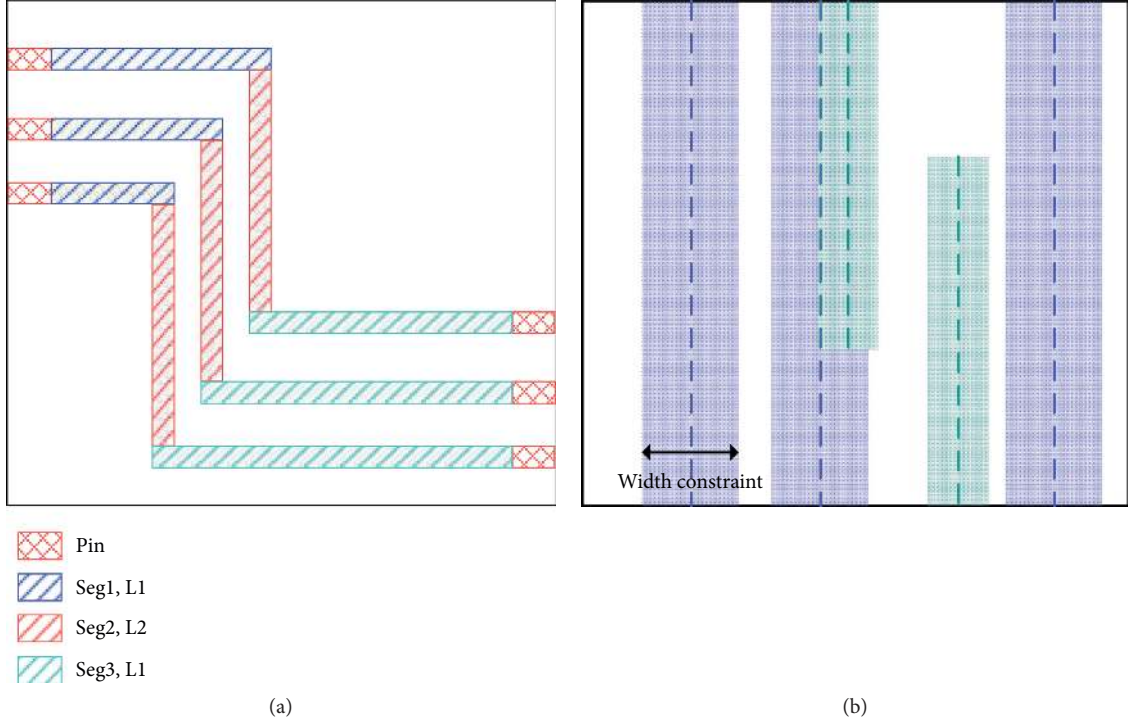 Width constraint
Pin
Seg1, L1
Seg2, L2
Seg3, L1
(a)
(b)